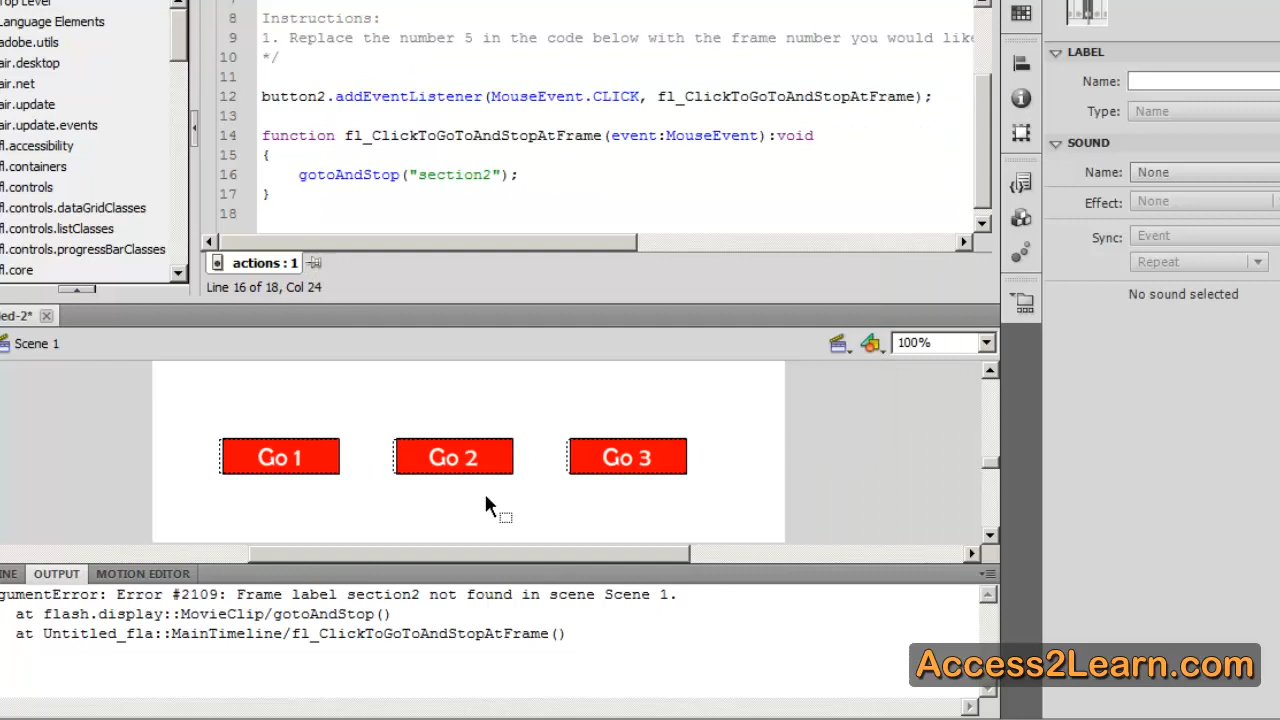 Top Level
Language Elements
adobe.utils
air.desktop
air.net
air.update
air.update.events
fl.accessibility
fl.containers
fl.controls
fl.controls.dataGridClasses
fl.controls.listClasses
fl.controls.progressBarClasses
fl.core
8 Instructions:
9 1. Replace the number 5 in the code below with the frame number you would like
10 */
11
12 button2.addEventListener(MouseEvent.CLICK, fl_ClickToGoToAndStopAtFrame);
13
14 function fl_ClickToGoToAndStopAtFrame(event:MouseEvent):void
15 {
16 gotoAndStop("section2");
17 }
18
actions:1
Line 16 of 18, Col 24
LABEL
Name:
Type: Name
SOUND
Name: None
Effect: None
Sync: Event
Repeat
No sound selected
ed-2*
Scene 1
100%
Go 1
Go 2
Go 3
INE OUTPUT MOTION EDITOR
gumentError: Error #2109: Frame label section2 not found in scene Scene 1.
at flash.display::MovieClip/gotoAndStop()
at Untitled_fla::MainTimeline/fl_ClickToGoToAndStopAtFrame()
Access2Learn.com